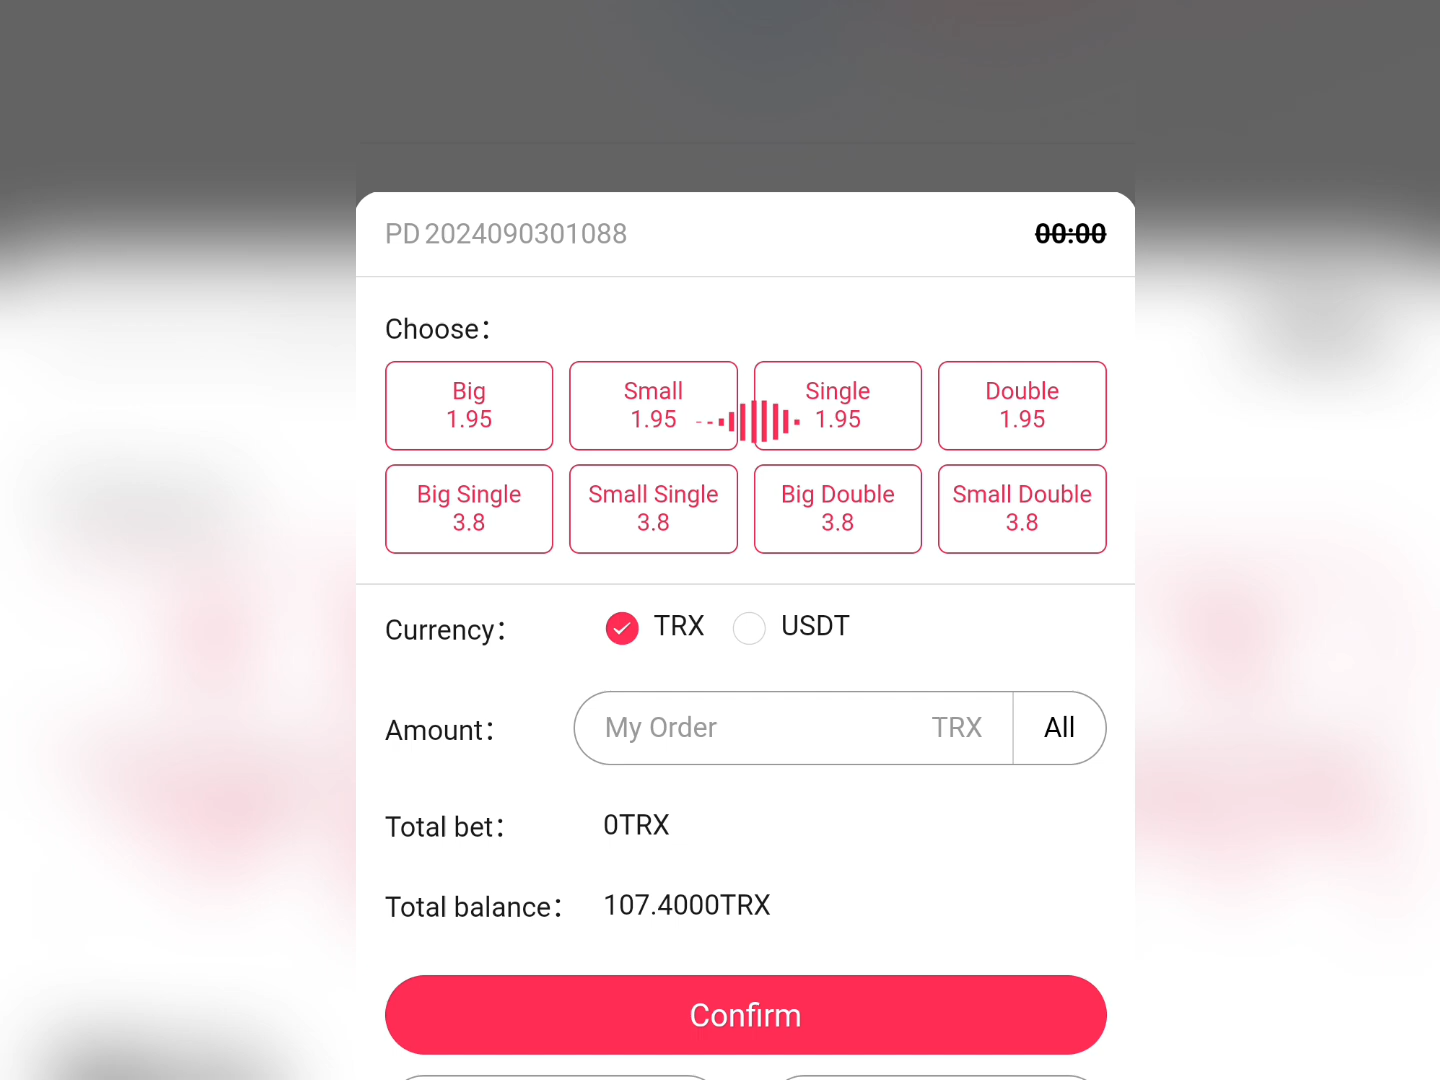 PD 2024090301088 00:00
Choose:
Big Small Single Double
1.95 1.95 1.95 1.95
Big Single Small Single Big Double Small Double
3.8 3.8 3.8 3.8
Currency: TRX USDT
Amount: My Order TRX All
Total bet: 0TRX
Total balance: 107.4000TRX
Confirm